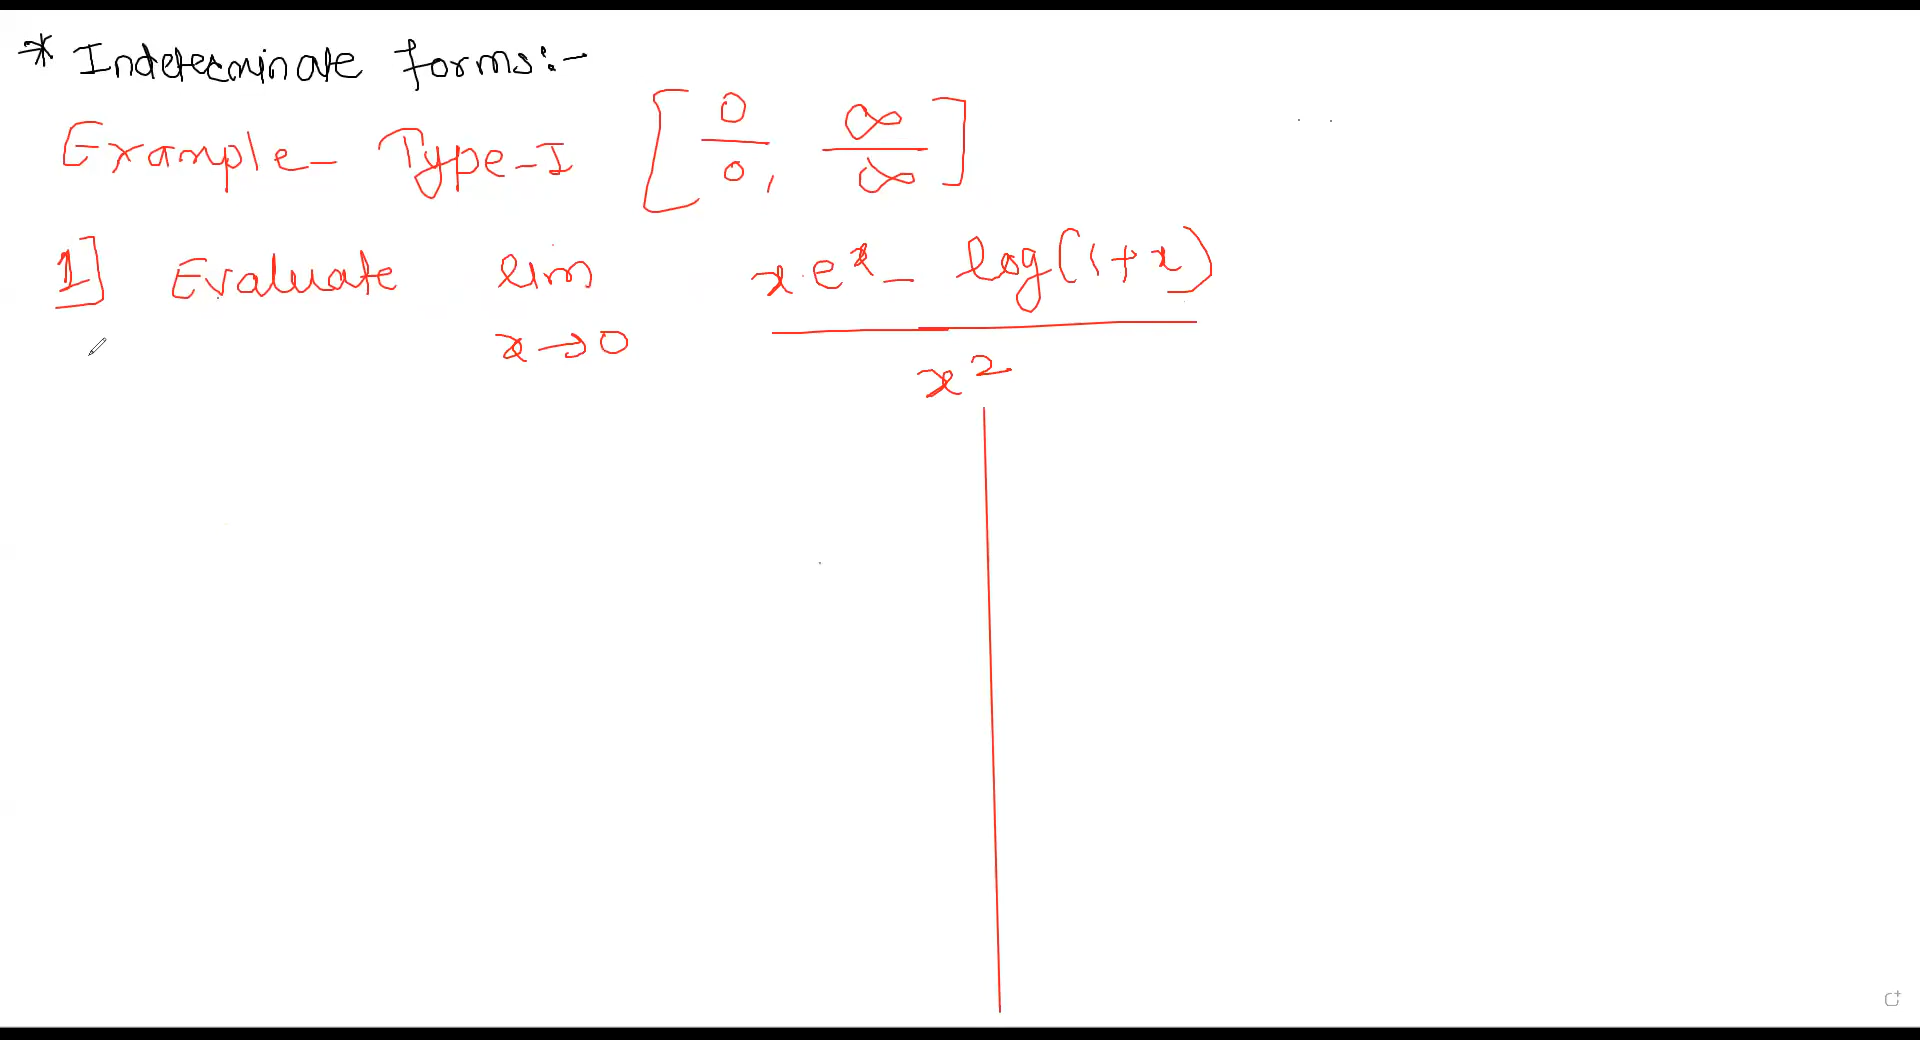 * Indeterminate forms:-
Example- Type-I [0/0, ∞/∞]
1] Evaluate lim x→0 (x.e^x - log(1+x)) / x^2